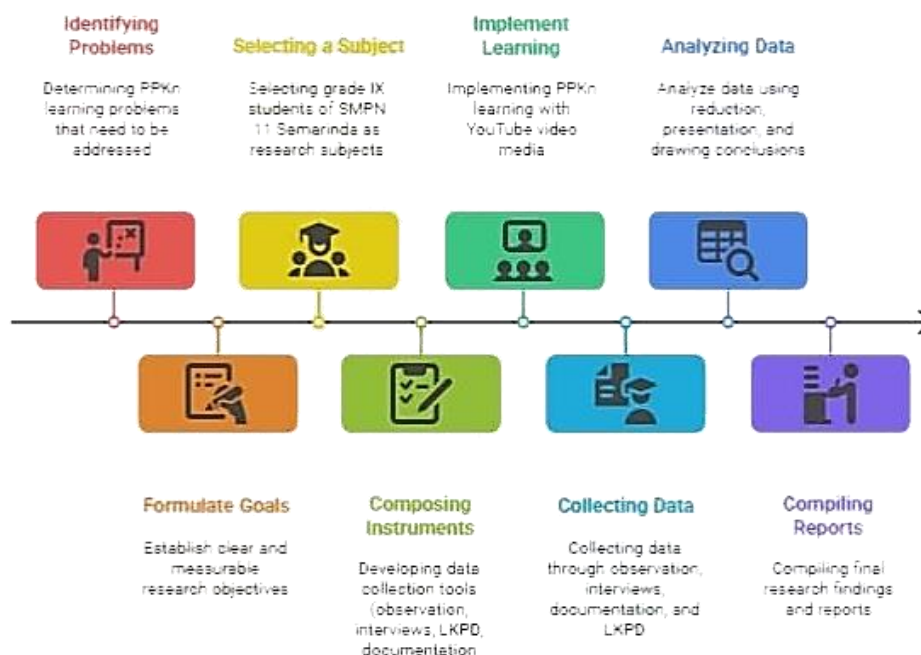 Identifying
Problems
Determining PPKn
learning problems
that need to be
addressed
Selecting a Subject
Selecting grade IX
students of SMPN
11 Samarinda as
research subjects
Implement
Learning
Implementing PPKn
learning with
YouTube video
media
Analyzing Data
Analyze data using
reduction,
presentation, and
drawing conclusions
Formulate Goals
Establish clear and
measurable
research objectives
Composing
Instruments
Developing data
collection tools
(observation,
interviews, LKPD,
documentation
Collecting Data
Collecting data
through observation,
interviews,
documentation, and
LKPD
Compiling
Reports
Compiling final
research findings
and reports